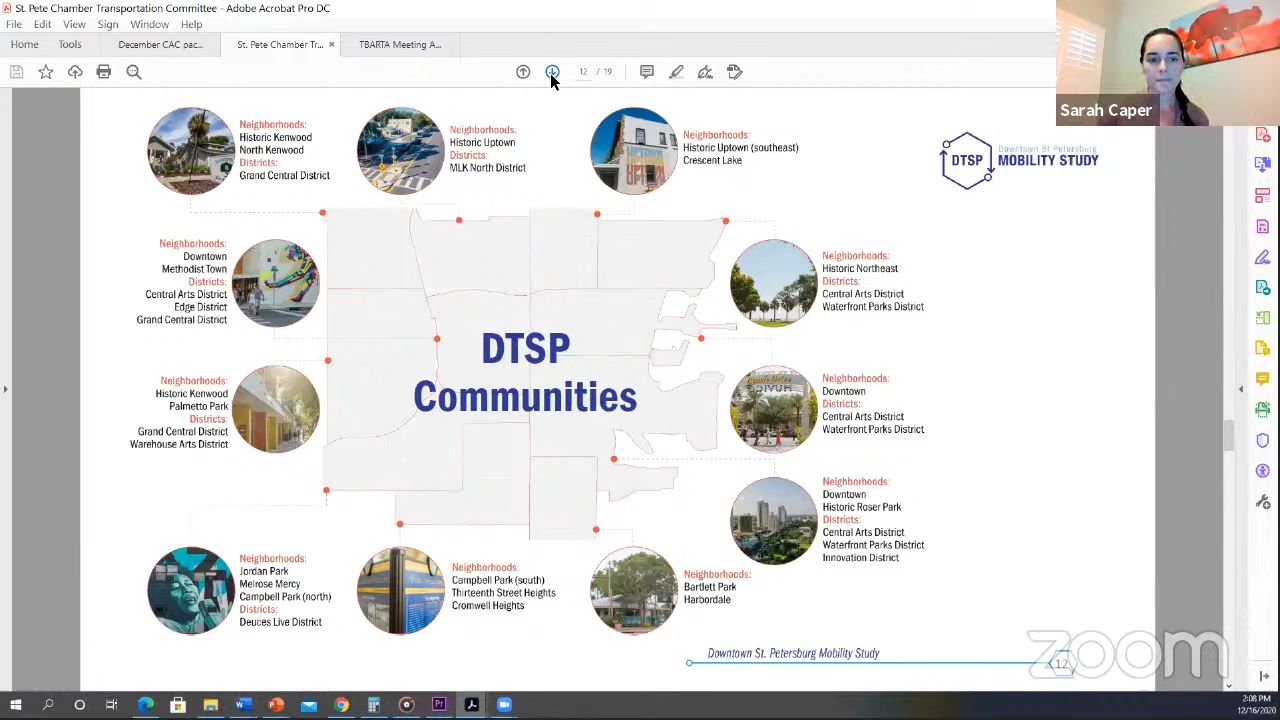 St. Pete Chamber Transportation Committee - Adobe Acrobat Pro DC
File Edit View Sign Window Help
Home Tools December CAC pac... St. Pete Chamber Tr... × TBARTA Meeting A...
12 / 19
Sarah Caper
Neighborhoods:
Historic Kenwood
North Kenwood
Districts:
Grand Central District
Neighborhoods:
Historic Uptown
Districts:
MLK North District
UPTOWN
Neighborhoods:
Historic Uptown (southeast)
Crescent Lake
Downtown St Petersburg
DTSP MOBILITY STUDY
Neighborhoods:
Downtown
Methodist Town
Districts:
Central Arts District
Edge District
Grand Central District
Neighborhoods:
Historic Northeast
Districts:
Central Arts District
Waterfront Parks District
DTSP
Communities
Neighborhoods:
Historic Kenwood
Palmetto Park
Districts:
Grand Central District
Warehouse Arts District
Neighborhoods:
Downtown
Districts:
Central Arts District
Waterfront Parks District
Neighborhoods:
Downtown
Historic Roser Park
Districts:
Central Arts District
Waterfront Parks District
Innovation District
Neighborhoods:
Jordan Park
Melrose Mercy
Campbell Park (north)
Districts:
Deuces Live District
Neighborhoods:
Campbell Park (south)
Thirteenth Street Heights
Cromwell Heights
Neighborhoods:
Bartlett Park
Harbordale
Downtown St. Petersburg Mobility Study
12
zoom
2:08 PM
12/16/2020